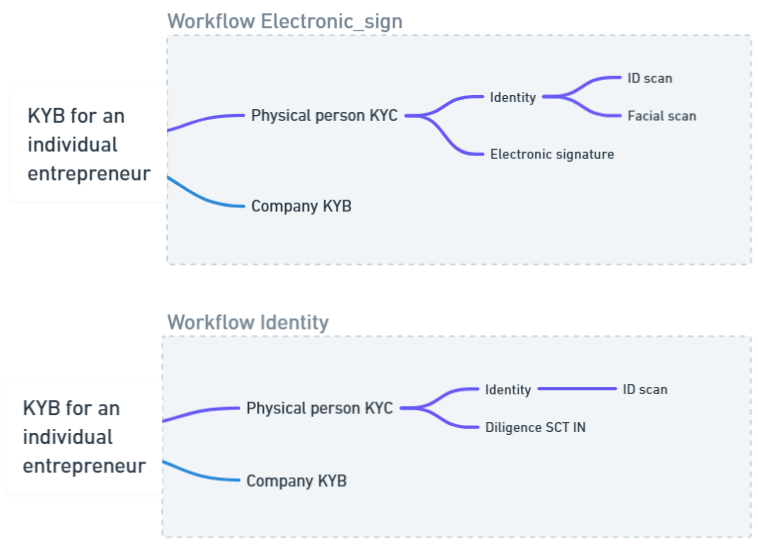 Workflow Electronic_sign
KYB for an
individual
entrepreneur
Physical person KYC
Identity
ID scan
Facial scan
Electronic signature
Company KYB
Workflow Identity
KYB for an
individual
entrepreneur
Physical person KYC
Identity
ID scan
Diligence SCT IN
Company KYB